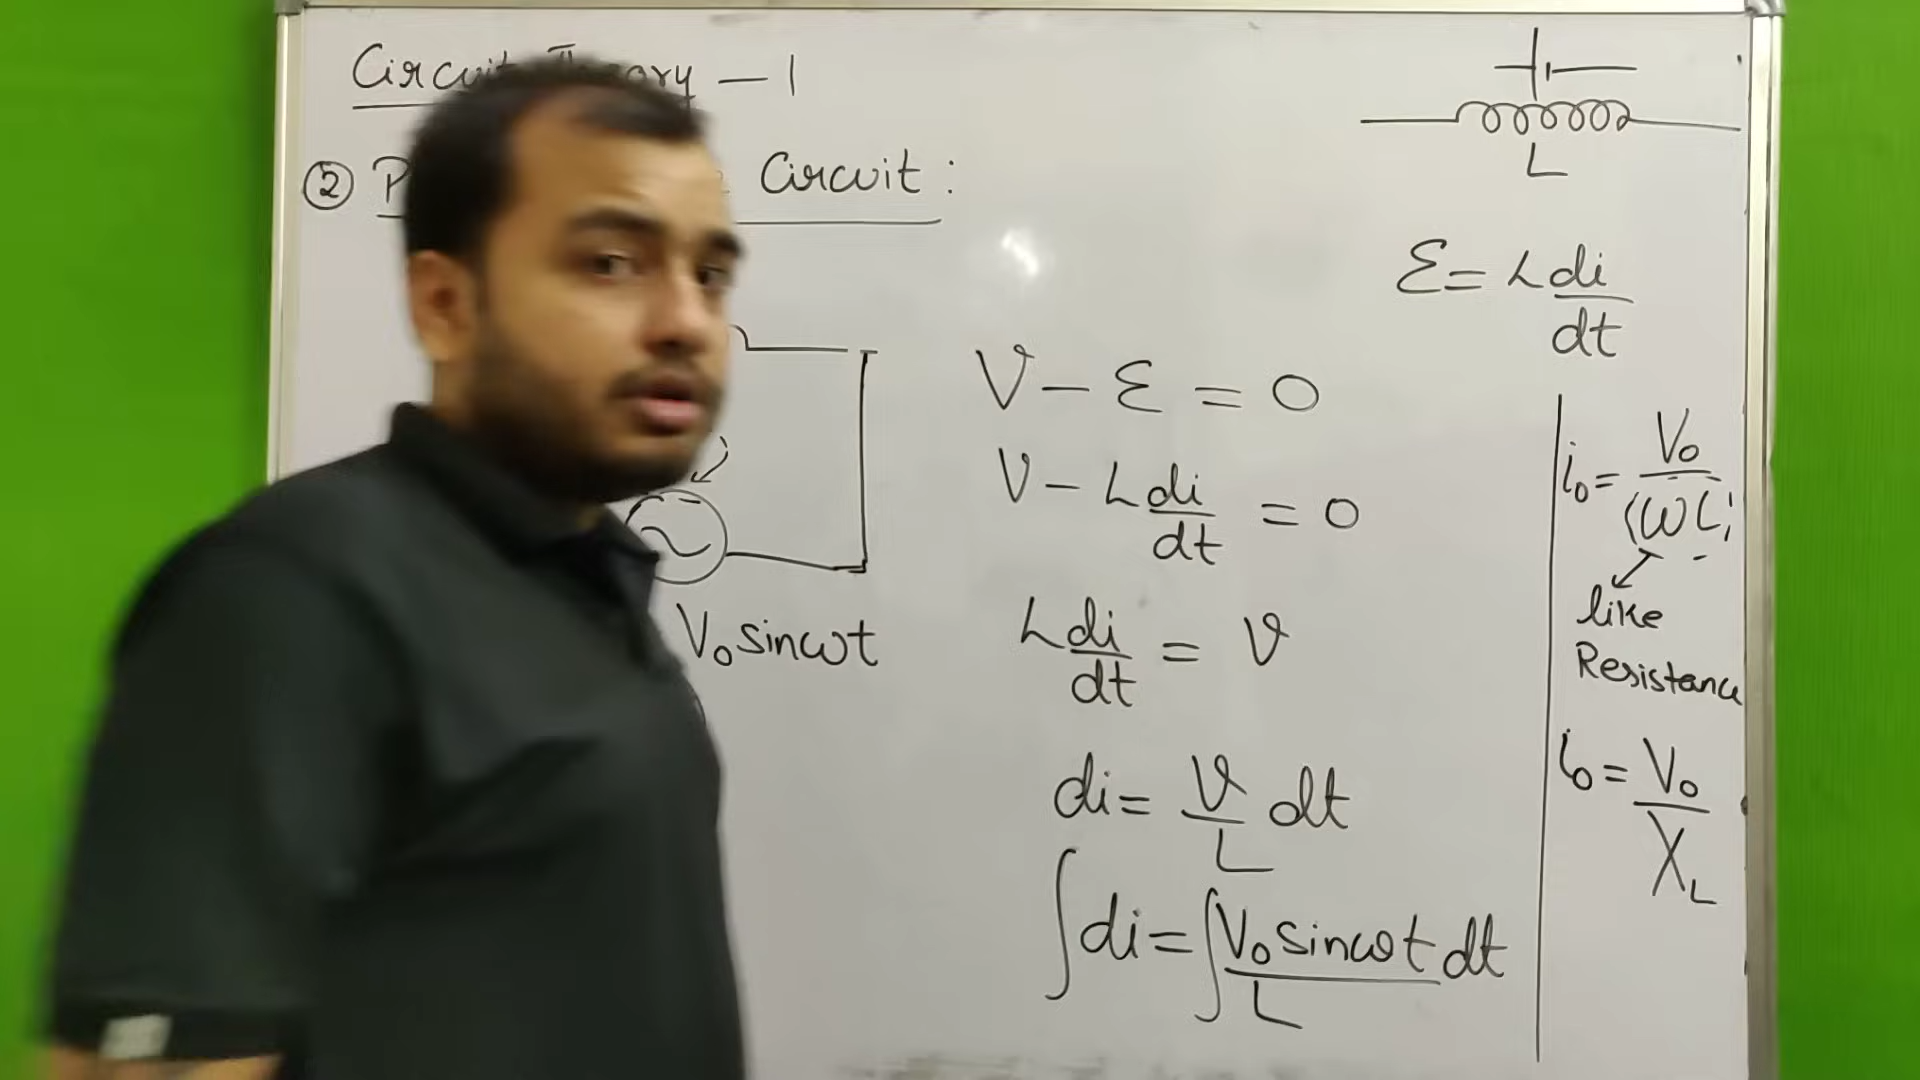 Circuit Theory - 1
② Circuit :
L
Ɛ = L di/dt
V - Ɛ = 0
V - L di/dt = 0
V₀ sinωt
L di/dt = V
di = V/L dt
∫di = ∫V₀ sinωt/L dt
i₀ = V₀/(ωL)
like
Resistance
i₀ = V₀/X_L